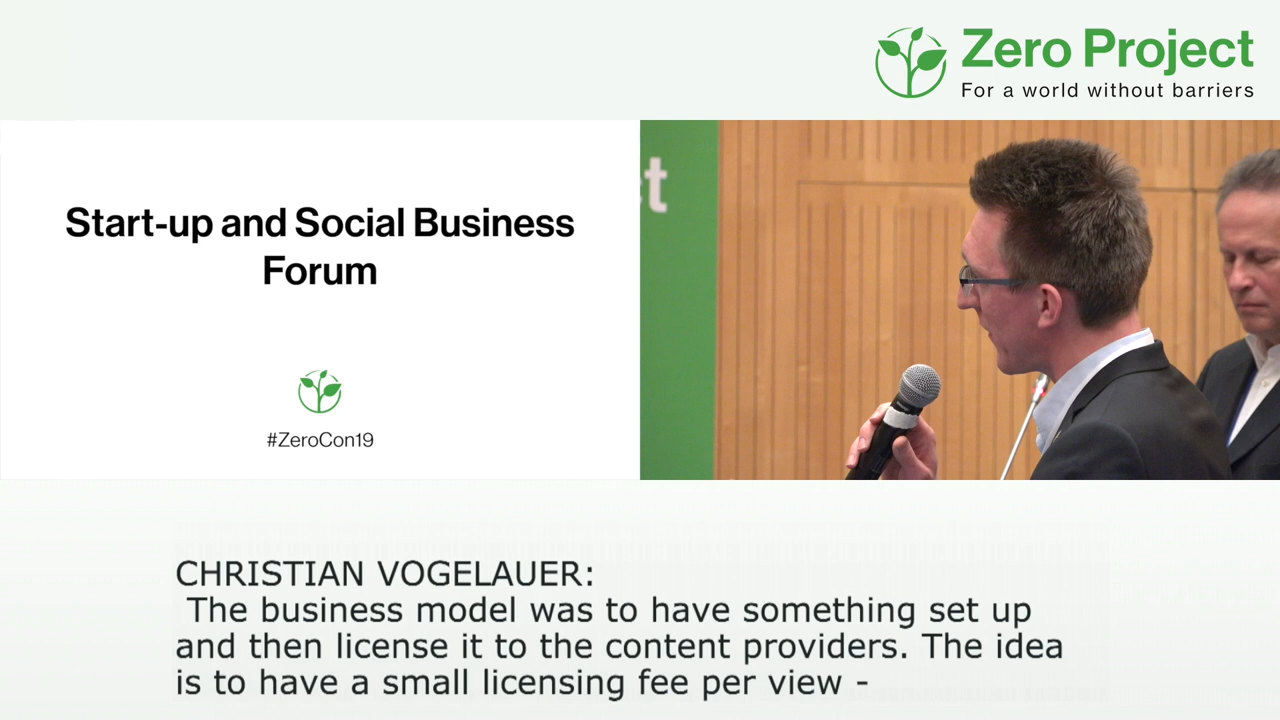 Zero Project
For a world without barriers
Start-up and Social Business
Forum
#ZeroCon19
t
CHRISTIAN VOGELAUER:
The business model was to have something set up
and then license it to the content providers. The idea
is to have a small licensing fee per view -